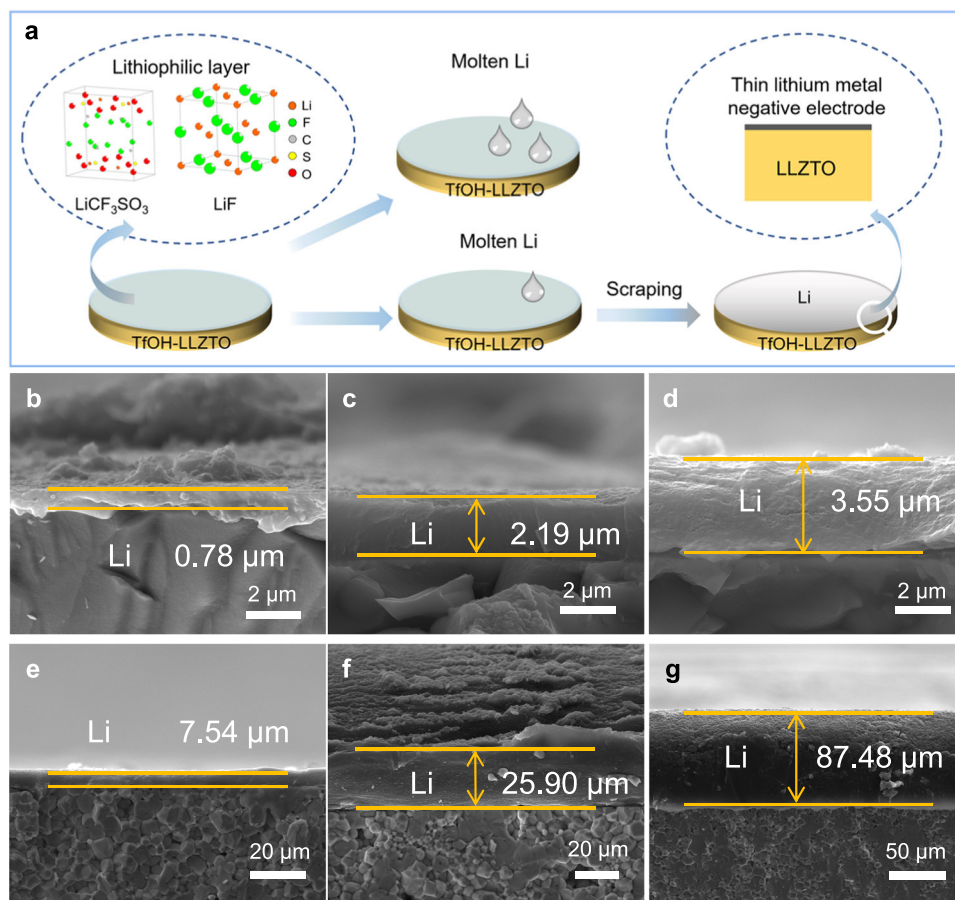 a
Lithiophilic layer
Li
F
C
S
O
LiCF₃SO₃
LiF
TfOH-LLZTO
Molten Li
TfOH-LLZTO
Molten Li
TfOH-LLZTO
Scraping
Li
TfOH-LLZTO
Thin lithium metal
negative electrode
LLZTO
b
Li 0.78 µm
2 µm
c
Li 2.19 µm
2 µm
d
Li 3.55 µm
2 µm
e
Li 7.54 µm
20 µm
f
Li 25.90 µm
20 µm
g
Li 87.48 µm
50 µm